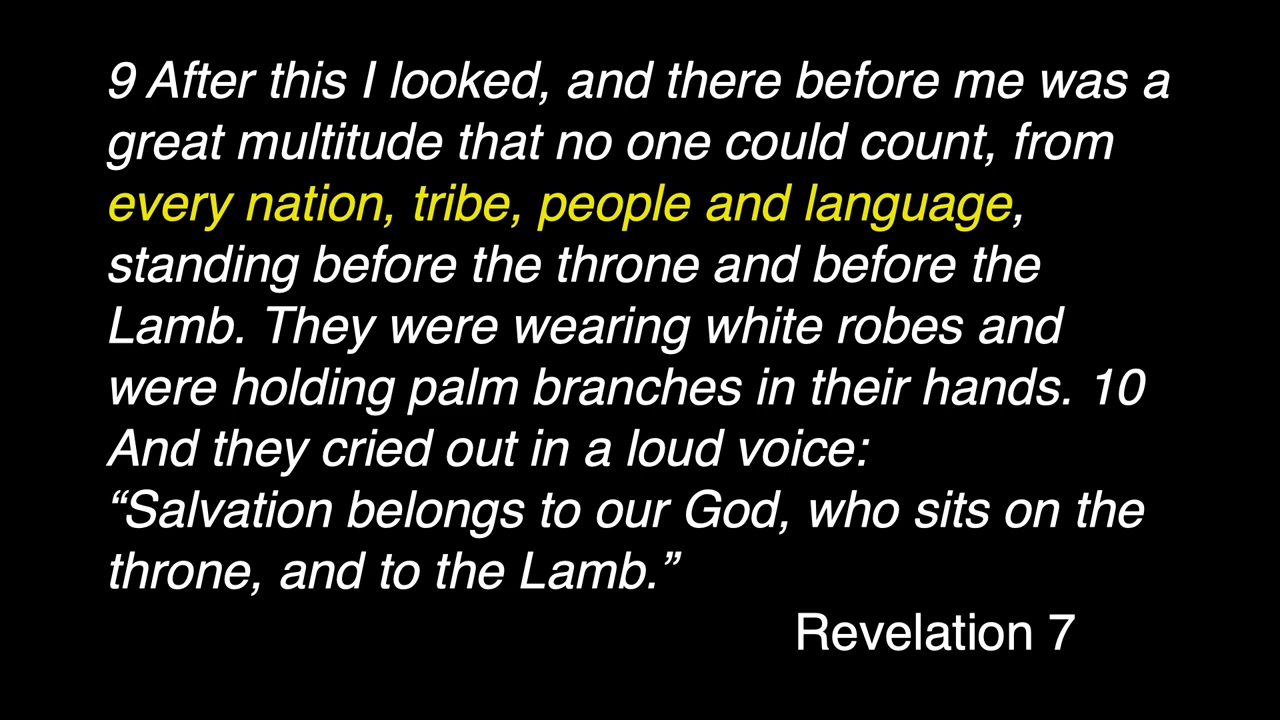 9 After this I looked, and there before me was a
great multitude that no one could count, from
every nation, tribe, people and language,
standing before the throne and before the
Lamb. They were wearing white robes and
were holding palm branches in their hands. 10
And they cried out in a loud voice:
“Salvation belongs to our God, who sits on the
throne, and to the Lamb.”
Revelation 7